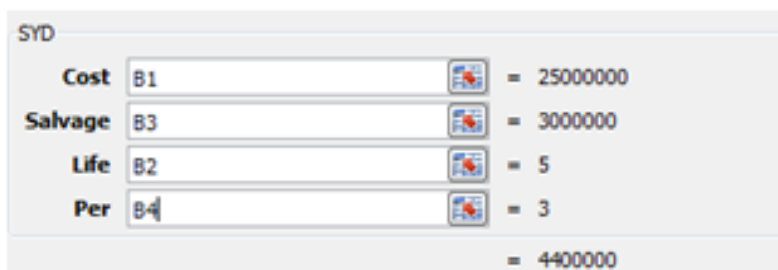 SYD
Cost B1 = 25000000
Salvage B3 = 3000000
Life B2 = 5
Per B4 = 3
= 4400000